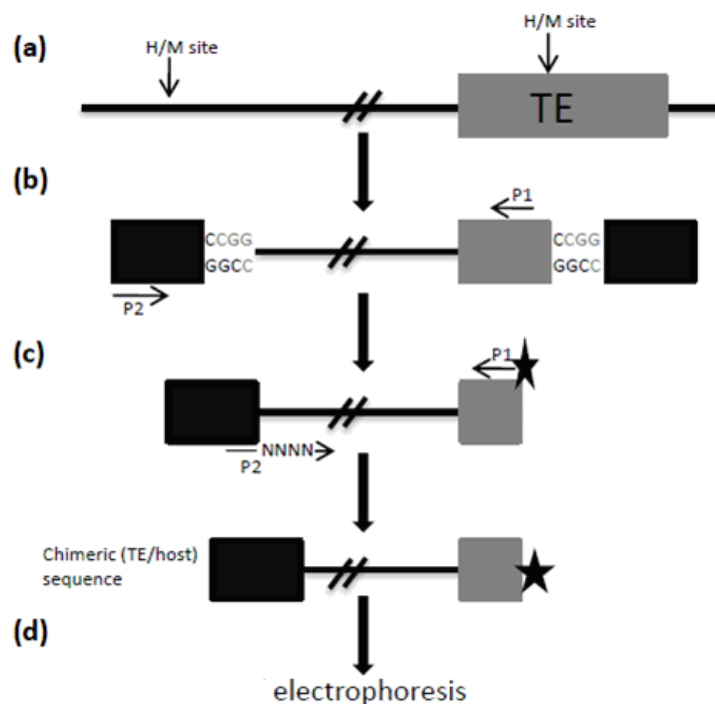 (a)
H/M site
H/M site
TE
(b)
P1
CCGG
GGCC
CCGG
GGCC
P2
(c)
P1
NNNN
P2
Chimeric (TE/host)
sequence
(d)
electrophoresis